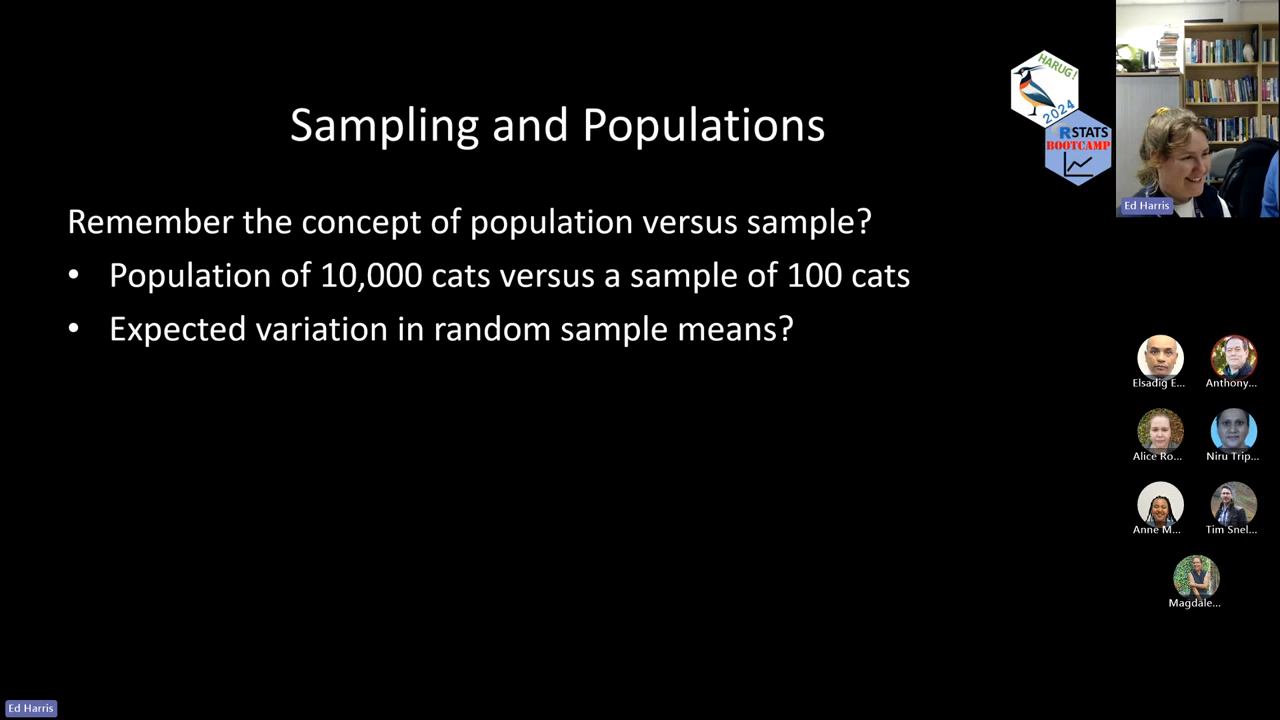 Sampling and Populations
Remember the concept of population versus sample?
• Population of 10,000 cats versus a sample of 100 cats
• Expected variation in random sample means?
HARUG!
2024
RSTATS
BOOTCAMP
Ed Harris
Elsadig E...
Anthony...
Alice Ro...
Niru Trip...
Anne M...
Tim Snel...
Magdale...
Ed Harris